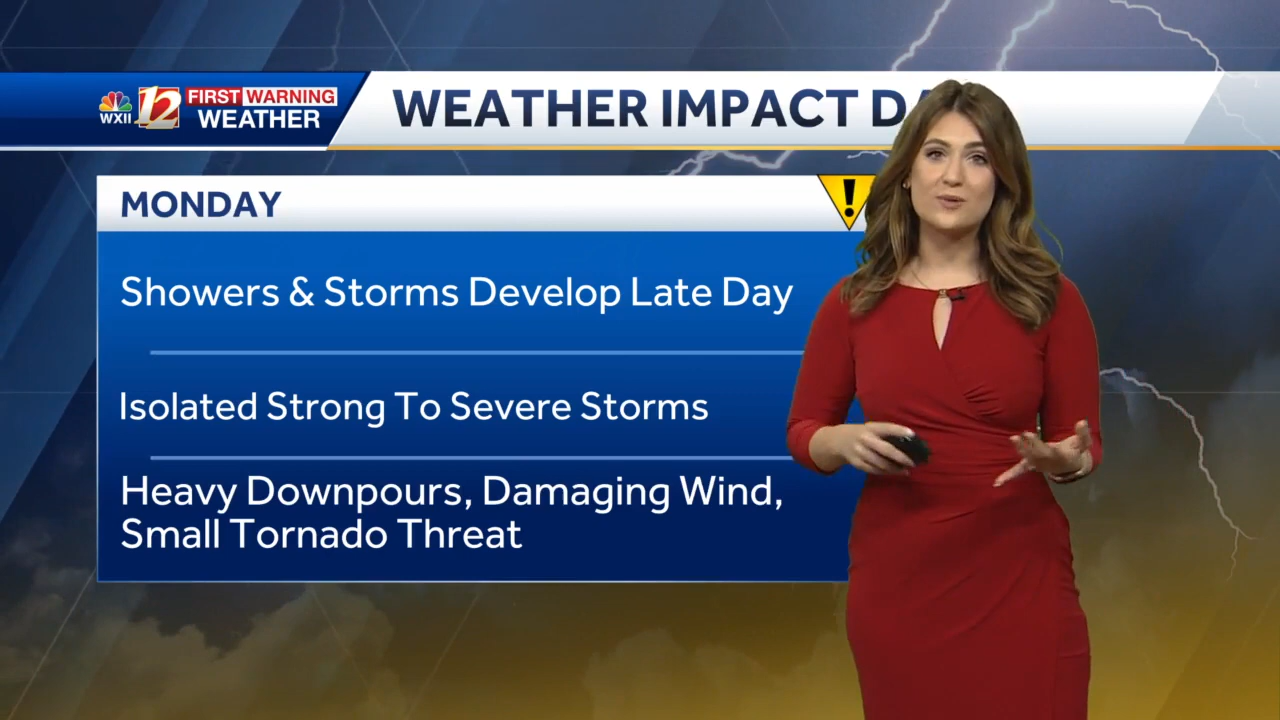 WXII 12 FIRST WARNING
WEATHER
WEATHER IMPACT
MONDAY
!
Showers & Storms Develop Late Day
Isolated Strong To Severe Storms
Heavy Downpours, Damaging Wind,
Small Tornado Threat